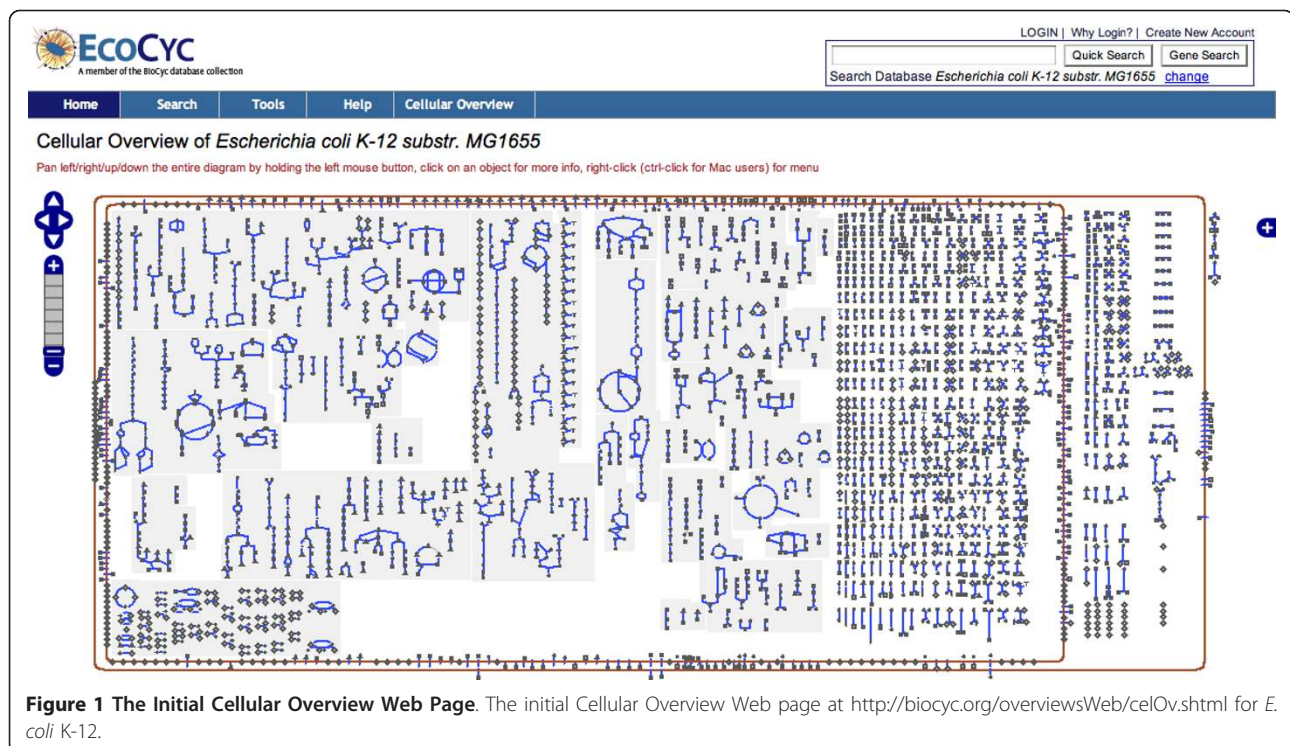 LOGIN | Why Login? | Create New Account
EcoCyc
A member of the BioCyc database collection
Quick Search Gene Search
Search Database Escherichia coli K-12 substr. MG1655 change
Home Search Tools Help Cellular Overview
Cellular Overview of Escherichia coli K-12 substr. MG1655
Pan left/right/up/down the entire diagram by holding the left mouse button, click on an object for more info, right-click (ctrl-click for Mac users) for menu
Figure 1 The Initial Cellular Overview Web Page. The initial Cellular Overview Web page at http://biocyc.org/overviewsWeb/celOv.shtml for E.
coli K-12.